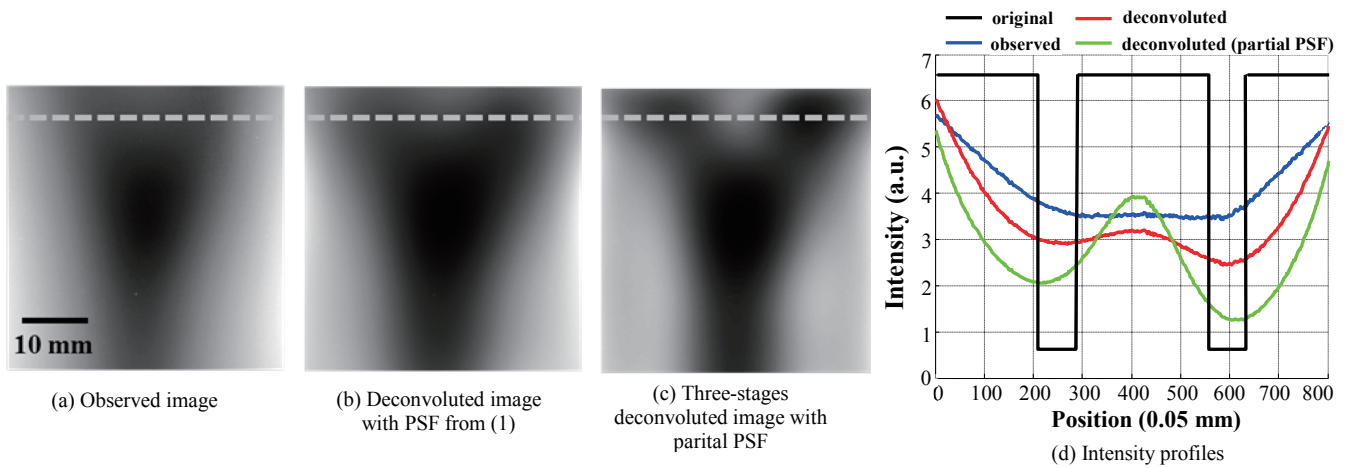 10 mm
(a) Observed image
(b) Deconvoluted image
with PSF from (1)
(c) Three-stages
deconvoluted image with
parital PSF
original
deconvoluted
observed
deconvoluted (partial PSF)
Intensity (a.u.)
7
6
5
4
3
2
1
0
0 100 200 300 400 500 600 700 800
Position (0.05 mm)
(d) Intensity profiles